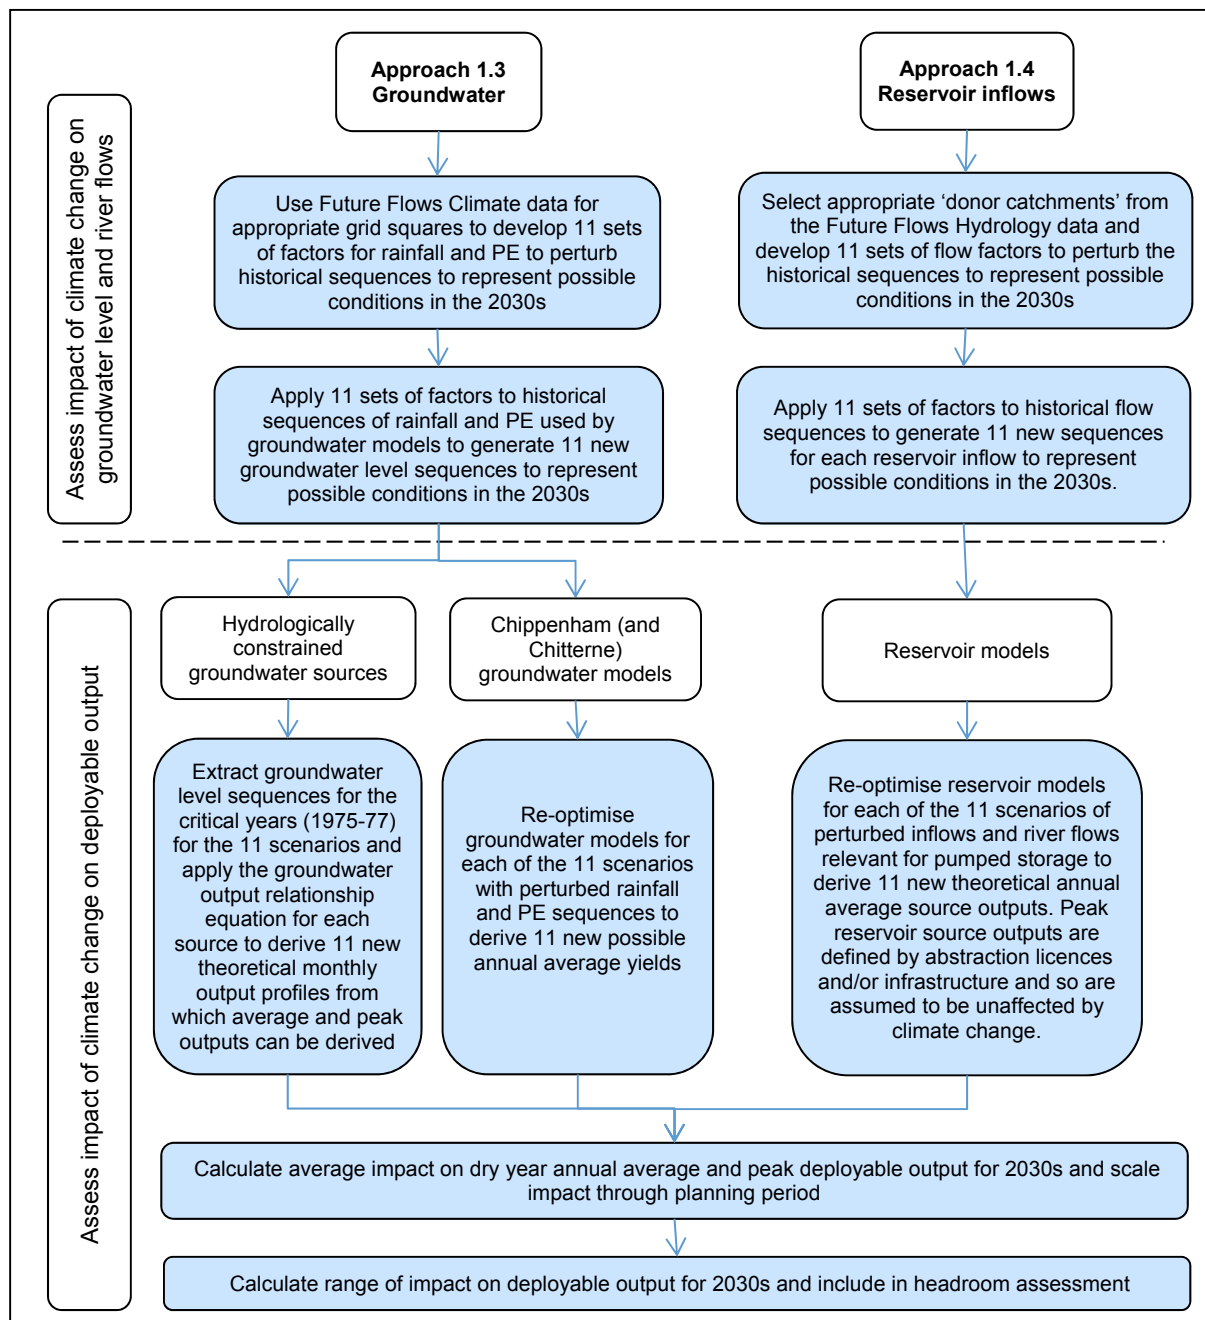 Approach 1.3
Groundwater
Approach 1.4
Reservoir inflows
Assess impact of climate change on
groundwater level and river flows
Use Future Flows Climate data for
appropriate grid squares to develop 11 sets
of factors for rainfall and PE to perturb
historical sequences to represent possible
conditions in the 2030s
Select appropriate ‘donor catchments’ from
the Future Flows Hydrology data and
develop 11 sets of flow factors to perturb the
historical sequences to represent possible
conditions in the 2030s
Apply 11 sets of factors to historical
sequences of rainfall and PE used by
groundwater models to generate 11 new
groundwater level sequences to represent
possible conditions in the 2030s
Apply 11 sets of factors to historical flow
sequences to generate 11 new sequences
for each reservoir inflow to represent
possible conditions in the 2030s.
Assess impact of climate change on deployable output
Hydrologically
constrained
groundwater sources
Chippenham (and
Chitterne)
groundwater models
Reservoir models
Extract groundwater
level sequences for the
critical years (1975-77)
for the 11 scenarios and
apply the groundwater
output relationship
equation for each
source to derive 11 new
theoretical monthly
output profiles from
which average and peak
outputs can be derived
Re-optimise
groundwater models for
each of the 11 scenarios
with perturbed rainfall
and PE sequences to
derive 11 new possible
annual average yields
Re-optimise reservoir models
for each of the 11 scenarios of
perturbed inflows and river flows
relevant for pumped storage to
derive 11 new theoretical annual
average source outputs. Peak
reservoir source outputs are
defined by abstraction licences
and/or infrastructure and so are
assumed to be unaffected by
climate change.
Calculate average impact on dry year annual average and peak deployable output for 2030s and scale
impact through planning period
Calculate range of impact on deployable output for 2030s and include in headroom assessment